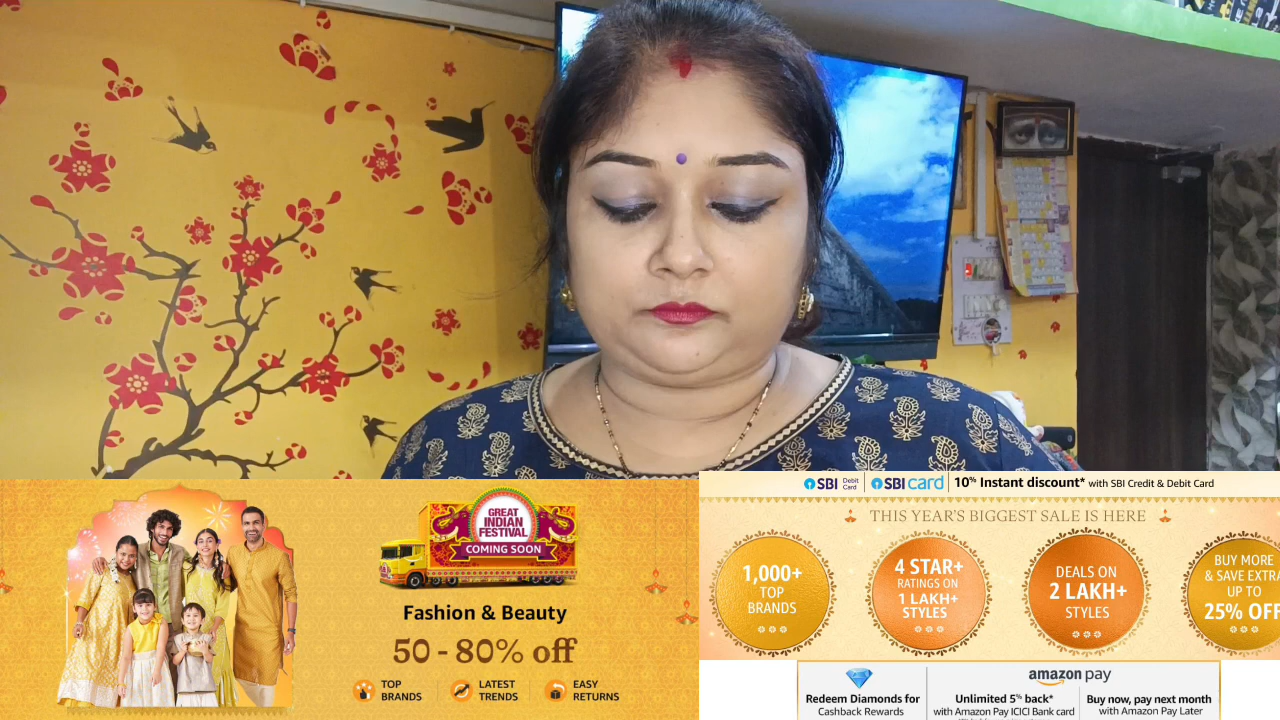 GREAT
INDIAN
FESTIVAL
COMING SOON
Fashion & Beauty
50 - 80% off
TOP
BRANDS
LATEST
TRENDS
EASY
RETURNS
SBI Debit Card SBI card 10% Instant discount* with SBI Credit & Debit Card
THIS YEAR'S BIGGEST SALE IS HERE
1,000+
TOP
BRANDS
4 STAR+
RATINGS ON
1 LAKH+
STYLES
DEALS ON
2 LAKH+
STYLES
BUY MORE
& SAVE EXTRA
UP TO
25% OFF
Redeem Diamonds for
Cashback Rewards
amazon pay
Unlimited 5% back*
with Amazon Pay ICICI Bank card
Buy now, pay next month
with Amazon Pay Later